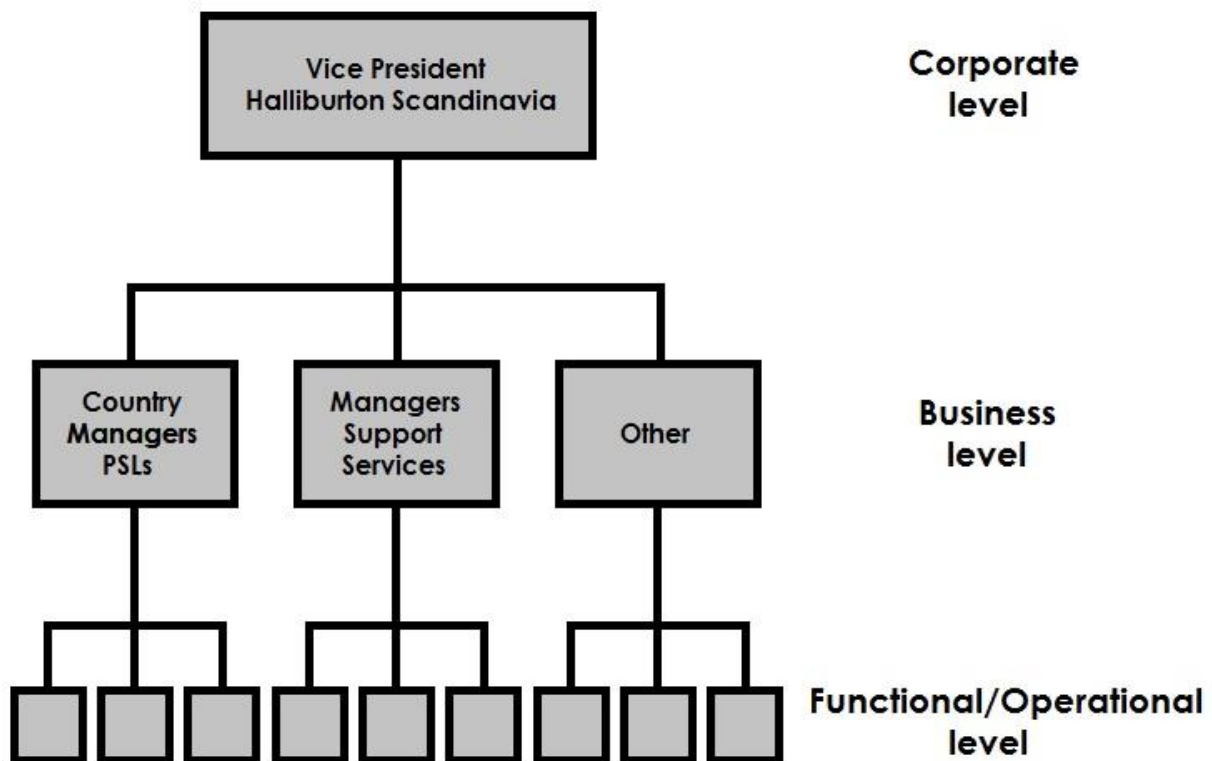 Vice President
Halliburton Scandinavia
Corporate
level
Country
Managers
PSLs
Managers
Support
Services
Other
Business
level
Functional/Operational
level